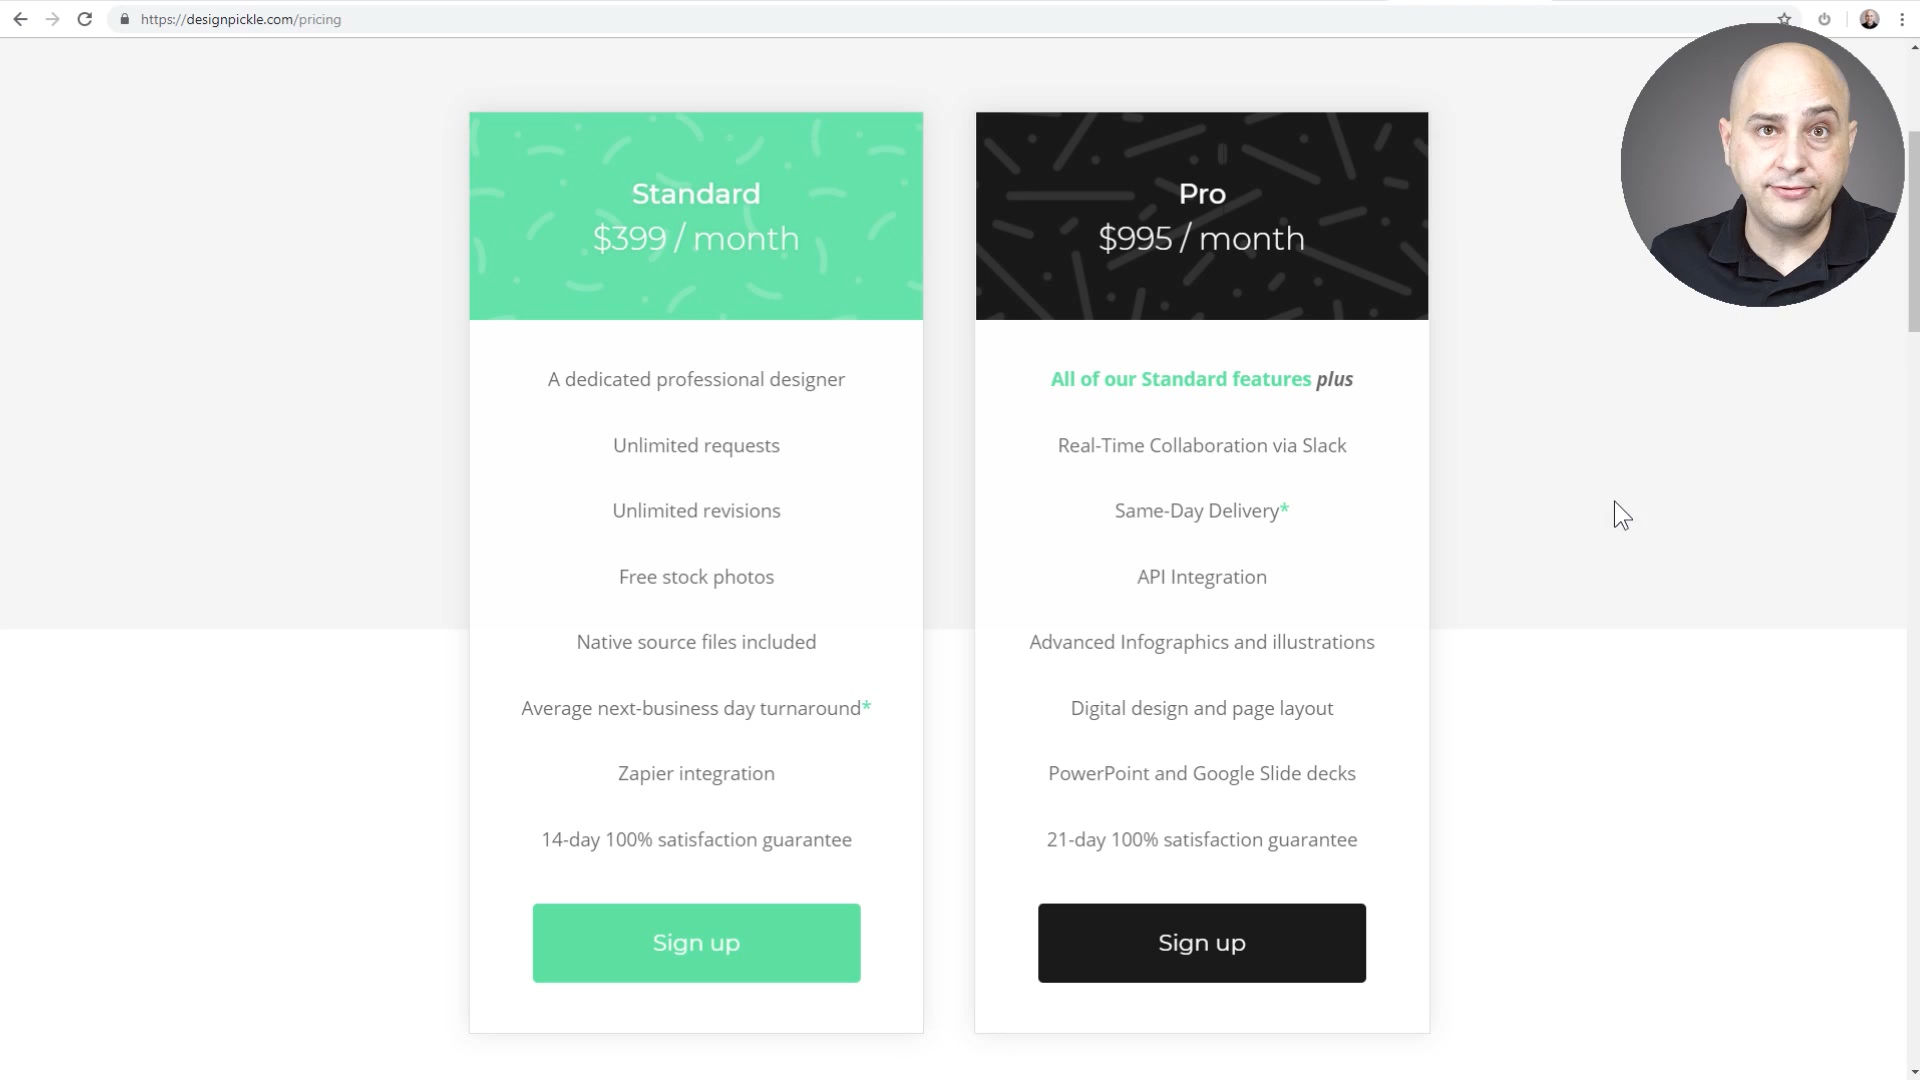 https://designpickle.com/pricing
Standard
$399 / month
A dedicated professional designer
Unlimited requests
Unlimited revisions
Free stock photos
Native source files included
Average next-business day turnaround*
Zapier integration
14-day 100% satisfaction guarantee
Sign up
Pro
$995 / month
All of our Standard features plus
Real-Time Collaboration via Slack
Same-Day Delivery*
API Integration
Advanced Infographics and illustrations
Digital design and page layout
PowerPoint and Google Slide decks
21-day 100% satisfaction guarantee
Sign up